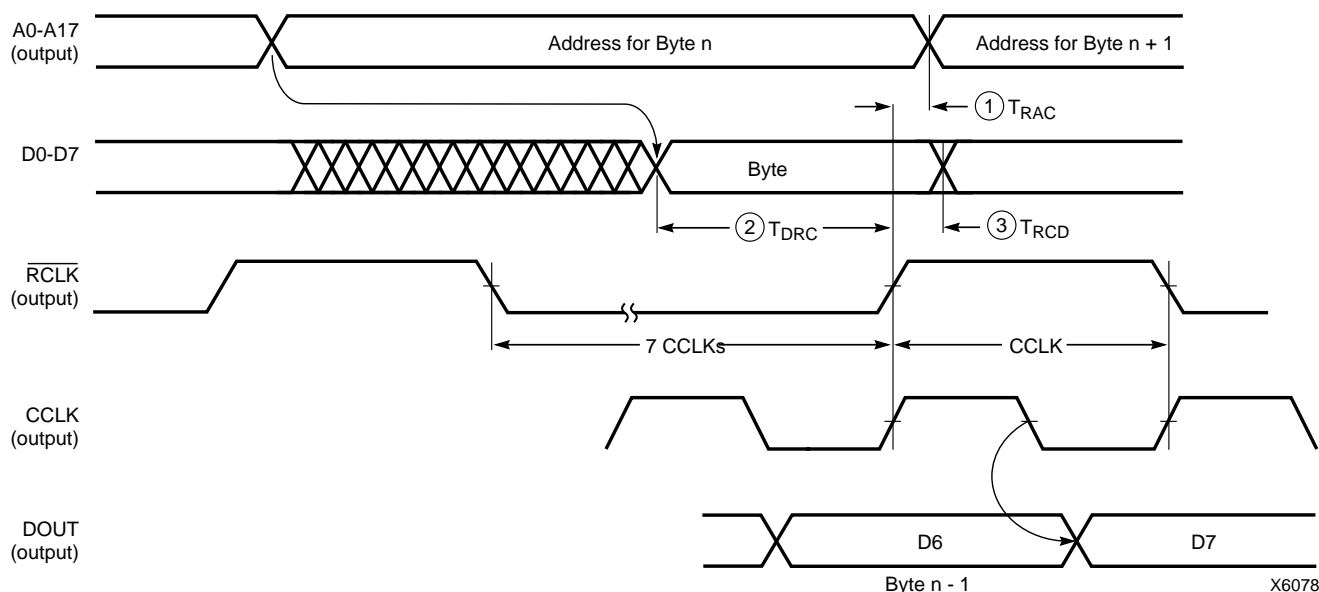 A0-A17
(output)
Address for Byte n
Address for Byte n + 1
1 TRAC
D0-D7
Byte
2 TDRC
3 TRCD
RCLK
(output)
7 CCLKs
CCLK
CCLK
(output)
DOUT
(output)
D6
D7
Byte n - 1
X6078